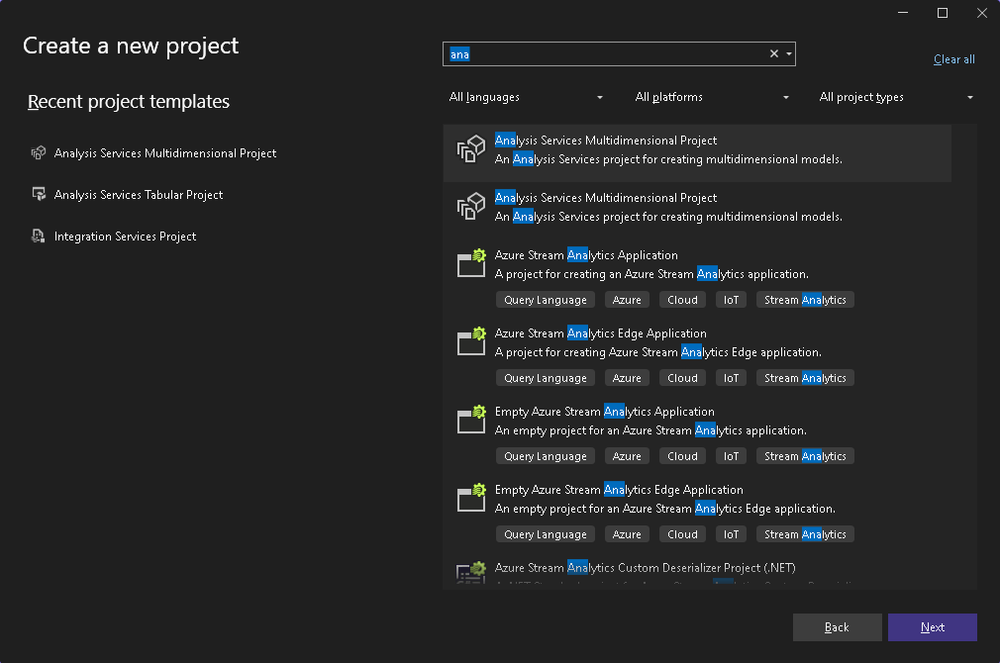 Create a new project
ana
Clear all
Recent project templates
All languages
All platforms
All project types
Analysis Services Multidimensional Project
Analysis Services Tabular Project
Integration Services Project
Analysis Services Multidimensional Project
An Analysis Services project for creating multidimensional models.
Analysis Services Multidimensional Project
An Analysis Services project for creating multidimensional models.
Azure Stream Analytics Application
A project for creating an Azure Stream Analytics application.
Query Language Azure Cloud IoT Stream Analytics
Azure Stream Analytics Edge Application
A project for creating Azure Stream Analytics Edge application.
Query Language Azure Cloud IoT Stream Analytics
Empty Azure Stream Analytics Application
An empty project for an Azure Stream Analytics application.
Query Language Azure Cloud IoT Stream Analytics
Empty Azure Stream Analytics Edge Application
An empty project for an Azure Stream Analytics Edge application.
Query Language Azure Cloud IoT Stream Analytics
Azure Stream Analytics Custom Deserializer Project (.NET)
Back
Next